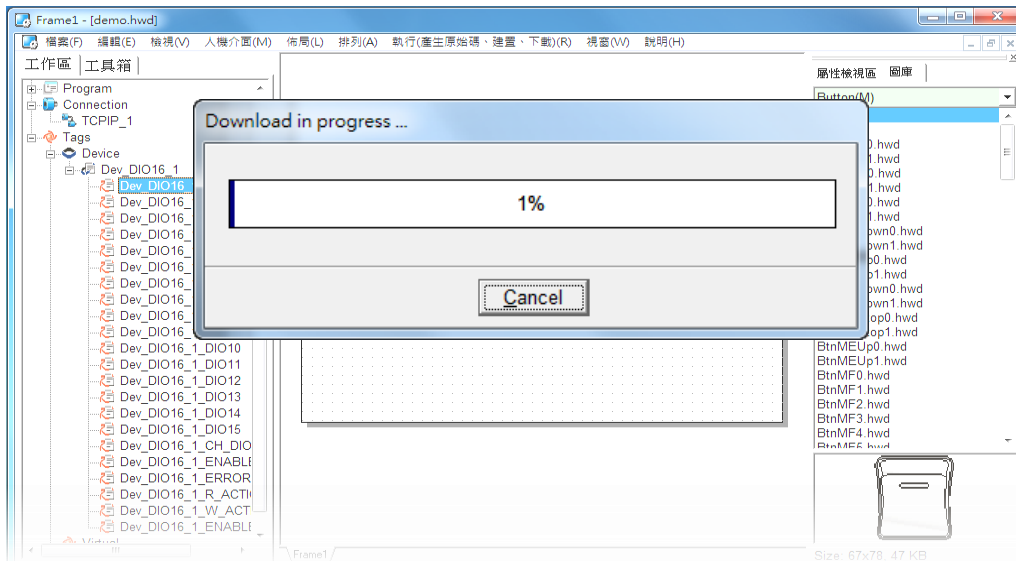 Frame1 - [demo.hwd]
檔案(F) 編輯(E) 檢視(V) 人機介面(M) 佈局(L) 排列(A) 執行(產生原始碼、建置、下載)(R) 視窗(W) 說明(H)
工作區 工具箱
Program
Connection
TCPIP_1
Tags
Device
Dev_DIO16_1
Dev_DIO16
Dev_DIO16_
Dev_DIO16_
Dev_DIO16_
Dev_DIO16_
Dev_DIO16_
Dev_DIO16_
Dev_DIO16_
Dev_DIO16_
Dev_DIO16_
Dev_DIO16_1_DIO10
Dev_DIO16_1_DIO11
Dev_DIO16_1_DIO12
Dev_DIO16_1_DIO13
Dev_DIO16_1_DIO14
Dev_DIO16_1_DIO15
Dev_DIO16_1_CH_DIO
Dev_DIO16_1_ENABLE
Dev_DIO16_1_ERROR
Dev_DIO16_1_R_ACTI
Dev_DIO16_1_W_ACT
Dev_DIO16_1_ENABLE
Virtual
Download in progress ...
1%
Cancel
Frame1
屬性檢視區 圖庫
Button(M)
0.hwd
1.hwd
0.hwd
1.hwd
0.hwd
1.hwd
own0.hwd
own1.hwd
p0.hwd
p1.hwd
own0.hwd
own1.hwd
op0.hwd
op1.hwd
BtnMEUp0.hwd
BtnMEUp1.hwd
BtnMF0.hwd
BtnMF1.hwd
BtnMF2.hwd
BtnMF3.hwd
BtnMF4.hwd
BtnMF5.hwd
Size: 67x78, 47 KB